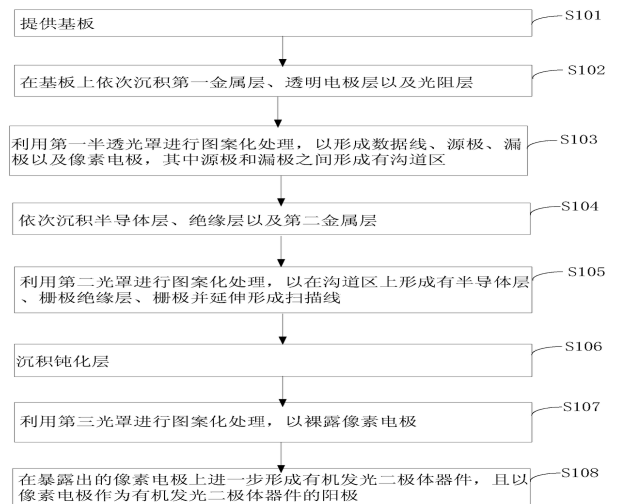 提供基板
S101
在基板上依次沉积第一金属层、透明电极层以及光阻层
S102
利用第一半透光罩进行图案化处理，以形成数据线、源极、漏
极以及像素电极，其中源极和漏极之间形成有沟道区
S103
依次沉积半导体层、绝缘层以及第二金属层
S104
利用第二光罩进行图案化处理，以在沟道区上形成有半导体层
、栅极绝缘层、栅极并延伸形成扫描线
S105
沉积钝化层
S106
利用第三光罩进行图案化处理，以裸露像素电极
S107
在暴露出的像素电极上进一步形成有机发光二极体器件，且以
像素电极作为有机发光二极体器件的阳极
S108